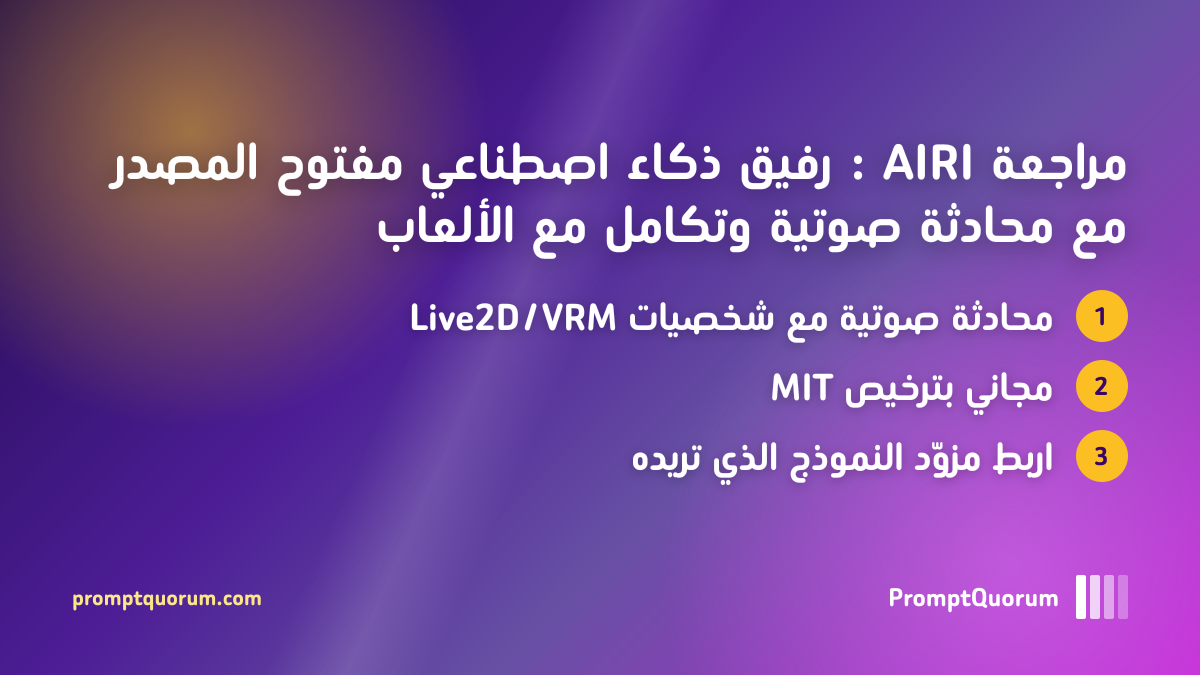 مراجعة AIRI : رفيق ذكاء اصطناعي مفتوح المصدر
مع محادثة صوتية وتكامل مع الألعاب
1 محادثة صوتية مع شخصيات Live2D/VRM
2 مجاني بترخيص MIT
3 اربط مزوّد النموذج الذي تريده
PromptQuorum
promptquorum.com